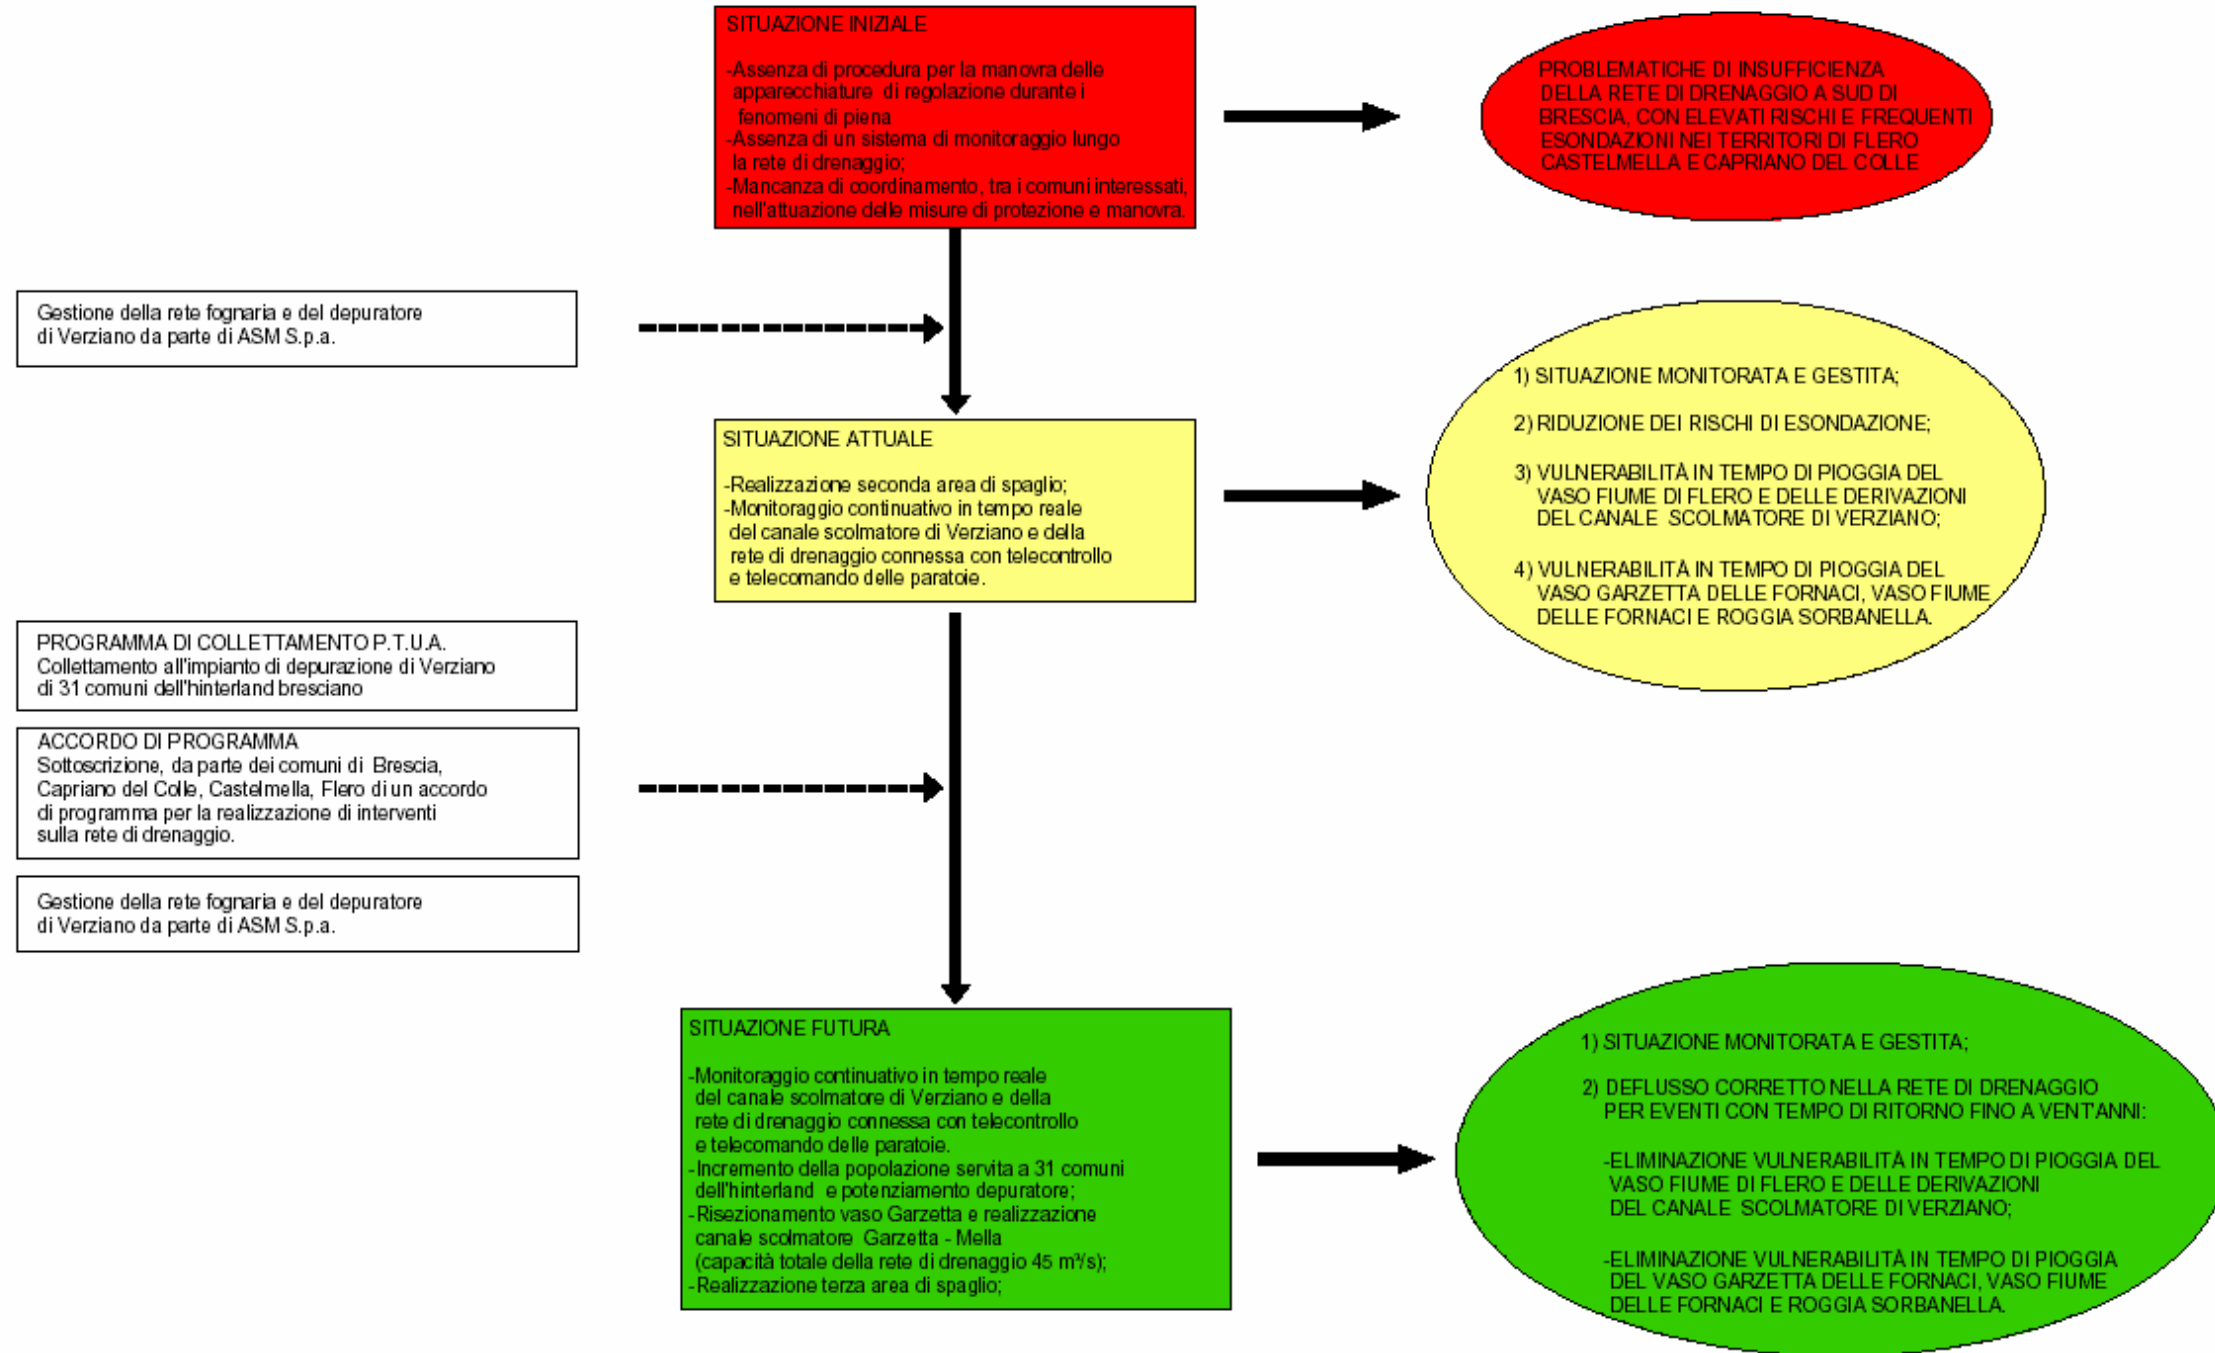 SITUAZIONE INIZIALE
-Assenza di procedura per la manovra delle
apparecchiature di regolazione durante i
fenomeni di piena
-Assenza di un sistema di monitoraggio lungo
la rete di drenaggio;
-Mancanza di coordinamento, tra i comuni interessati,
nell'attuazione delle misure di protezione e manovra.
PROBLEMATICHE DI INSUFFICIENZA
DELLA RETE DI DRENAGGIO A SUD DI
BRESCIA, CON ELEVATI RISCHI E FREQUENTI
ESONDAZIONI NEI TERRITORI DI FLERO
CASTELMELLA E CAPRIANO DEL COLLE
Gestione della rete fognaria e del depuratore
di Verziano da parte di ASM S.p.a.
SITUAZIONE ATTUALE
-Realizzazione seconda area di spaglio;
-Monitoraggio continuativo in tempo reale
del canale scolmatore di Verziano e della
rete di drenaggio connessa con telecontrollo
e telecomando delle paratoie.
1) SITUAZIONE MONITORATA E GESTITA;
2) RIDUZIONE DEI RISCHI DI ESONDAZIONE;
3) VULNERABILITÀ IN TEMPO DI PIOGGIA DEL
VASO FIUME DI FLERO E DELLE DERIVAZIONI
DEL CANALE SCOLMATORE DI VERZIANO;
4) VULNERABILITÀ IN TEMPO DI PIOGGIA DEL
VASO GARZETTA DELLE FORNACI, VASO FIUME
DELLE FORNACI E ROGGIA SORBANELLA.
PROGRAMMA DI COLLETTAMENTO P.T.U.A.
Collettamento all'impianto di depurazione di Verziano
di 31 comuni dell'hinterland bresciano
ACCORDO DI PROGRAMMA
Sottoscrizione, da parte dei comuni di Brescia,
Capriano del Colle, Castelmella, Flero di un accordo
di programma per la realizzazione di interventi
sulla rete di drenaggio.
Gestione della rete fognaria e del depuratore
di Verziano da parte di ASM S.p.a.
SITUAZIONE FUTURA
-Monitoraggio continuativo in tempo reale
del canale scolmatore di Verziano e della
rete di drenaggio connessa con telecontrollo
e telecomando delle paratoie.
-Incremento della popolazione servita a 31 comuni
dell'hinterland e potenziamento depuratore;
-Risezionamento vaso Garzetta e realizzazione
canale scolmatore Garzetta - Mella
(capacità totale della rete di drenaggio 45 m³/s);
-Realizzazione terza area di spaglio;
1) SITUAZIONE MONITORATA E GESTITA;
2) DEFLUSSO CORRETTO NELLA RETE DI DRENAGGIO
PER EVENTI CON TEMPO DI RITORNO FINO A VENT'ANNI:
-ELIMINAZIONE VULNERABILITÀ IN TEMPO DI PIOGGIA DEL
VASO FIUME DI FLERO E DELLE DERIVAZIONI
DEL CANALE SCOLMATORE DI VERZIANO;
-ELIMINAZIONE VULNERABILITÀ IN TEMPO DI PIOGGIA
DEL VASO GARZETTA DELLE FORNACI, VASO FIUME
DELLE FORNACI E ROGGIA SORBANELLA.